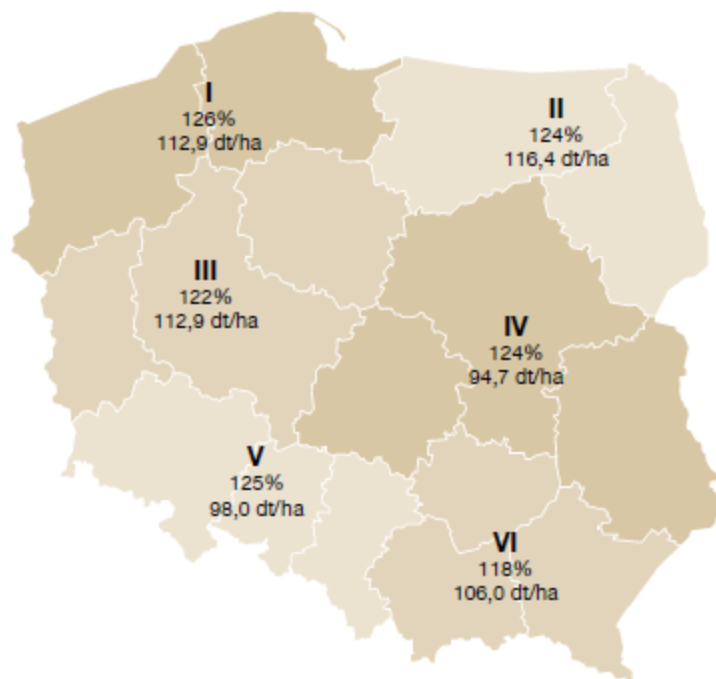 I
126%
112,9 dt/ha
II
124%
116,4 dt/ha
III
122%
112,9 dt/ha
IV
124%
94,7 dt/ha
V
125%
98,0 dt/ha
VI
118%
106,0 dt/ha